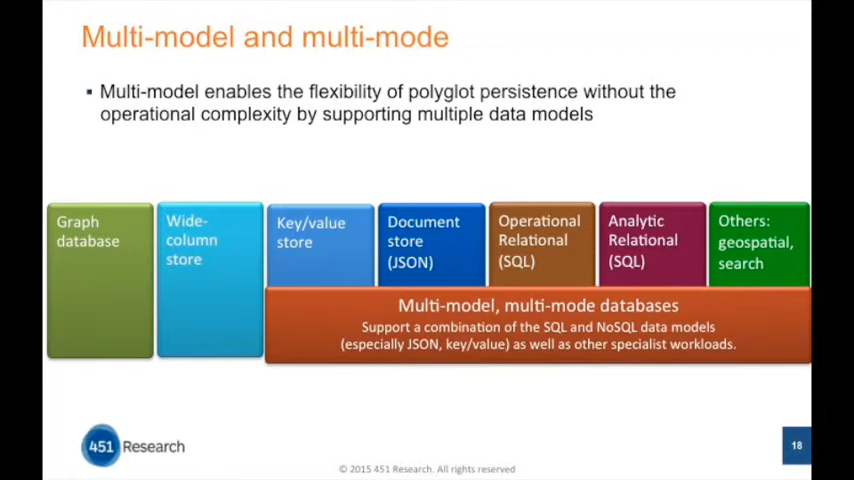 Multi-model and multi-mode
▪ Multi-model enables the flexibility of polyglot persistence without the
operational complexity by supporting multiple data models
Graph
database
Wide-
column
store
Key/value
store
Document
store
(JSON)
Operational
Relational
(SQL)
Analytic
Relational
(SQL)
Others:
geospatial,
search
Multi-model, multi-mode databases
Support a combination of the SQL and NoSQL data models
(especially JSON, key/value) as well as other specialist workloads.
451 Research
18
© 2015 451 Research. All rights reserved